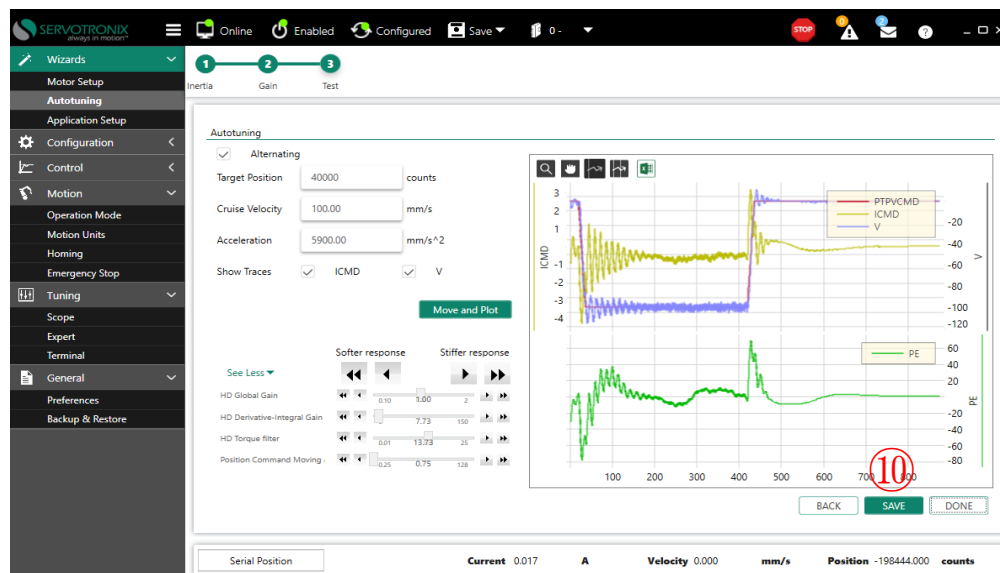 SERVOTRONIX
always in motion™
Online
Enabled
Configured
Save
0 -
STOP
0
2
?
Wizards
Motor Setup
Autotuning
Application Setup
Configuration
Control
Motion
Operation Mode
Motion Units
Homing
Emergency Stop
Tuning
Scope
Expert
Terminal
General
Preferences
Backup & Restore
1 2 3
Inertia Gain Test
Autotuning
Alternating
Target Position 40000 counts
Cruise Velocity 100.00 mm/s
Acceleration 5900.00 mm/s^2
Show Traces ICMD V
Move and Plot
Softer response Stiffer response
See Less
HD Global Gain 0.10 1.00 2
HD Derivative-Integral Gain 7.73 150
HD Torque filter 0.01 13.73 25
Position Command Moving 0.25 0.75 128
3
2
1
-1
-2
-3
-4
ICMD
PTPVCMD
ICMD
V
-20
-40
-60
-80
-100
-120
V
PE
60
40
20
-20
-40
-60
-80
PE
100 200 300 400 500 600 700 800
⑩
BACK SAVE DONE
Serial Position Current 0.017 A Velocity 0.000 mm/s Position -198444.000 counts